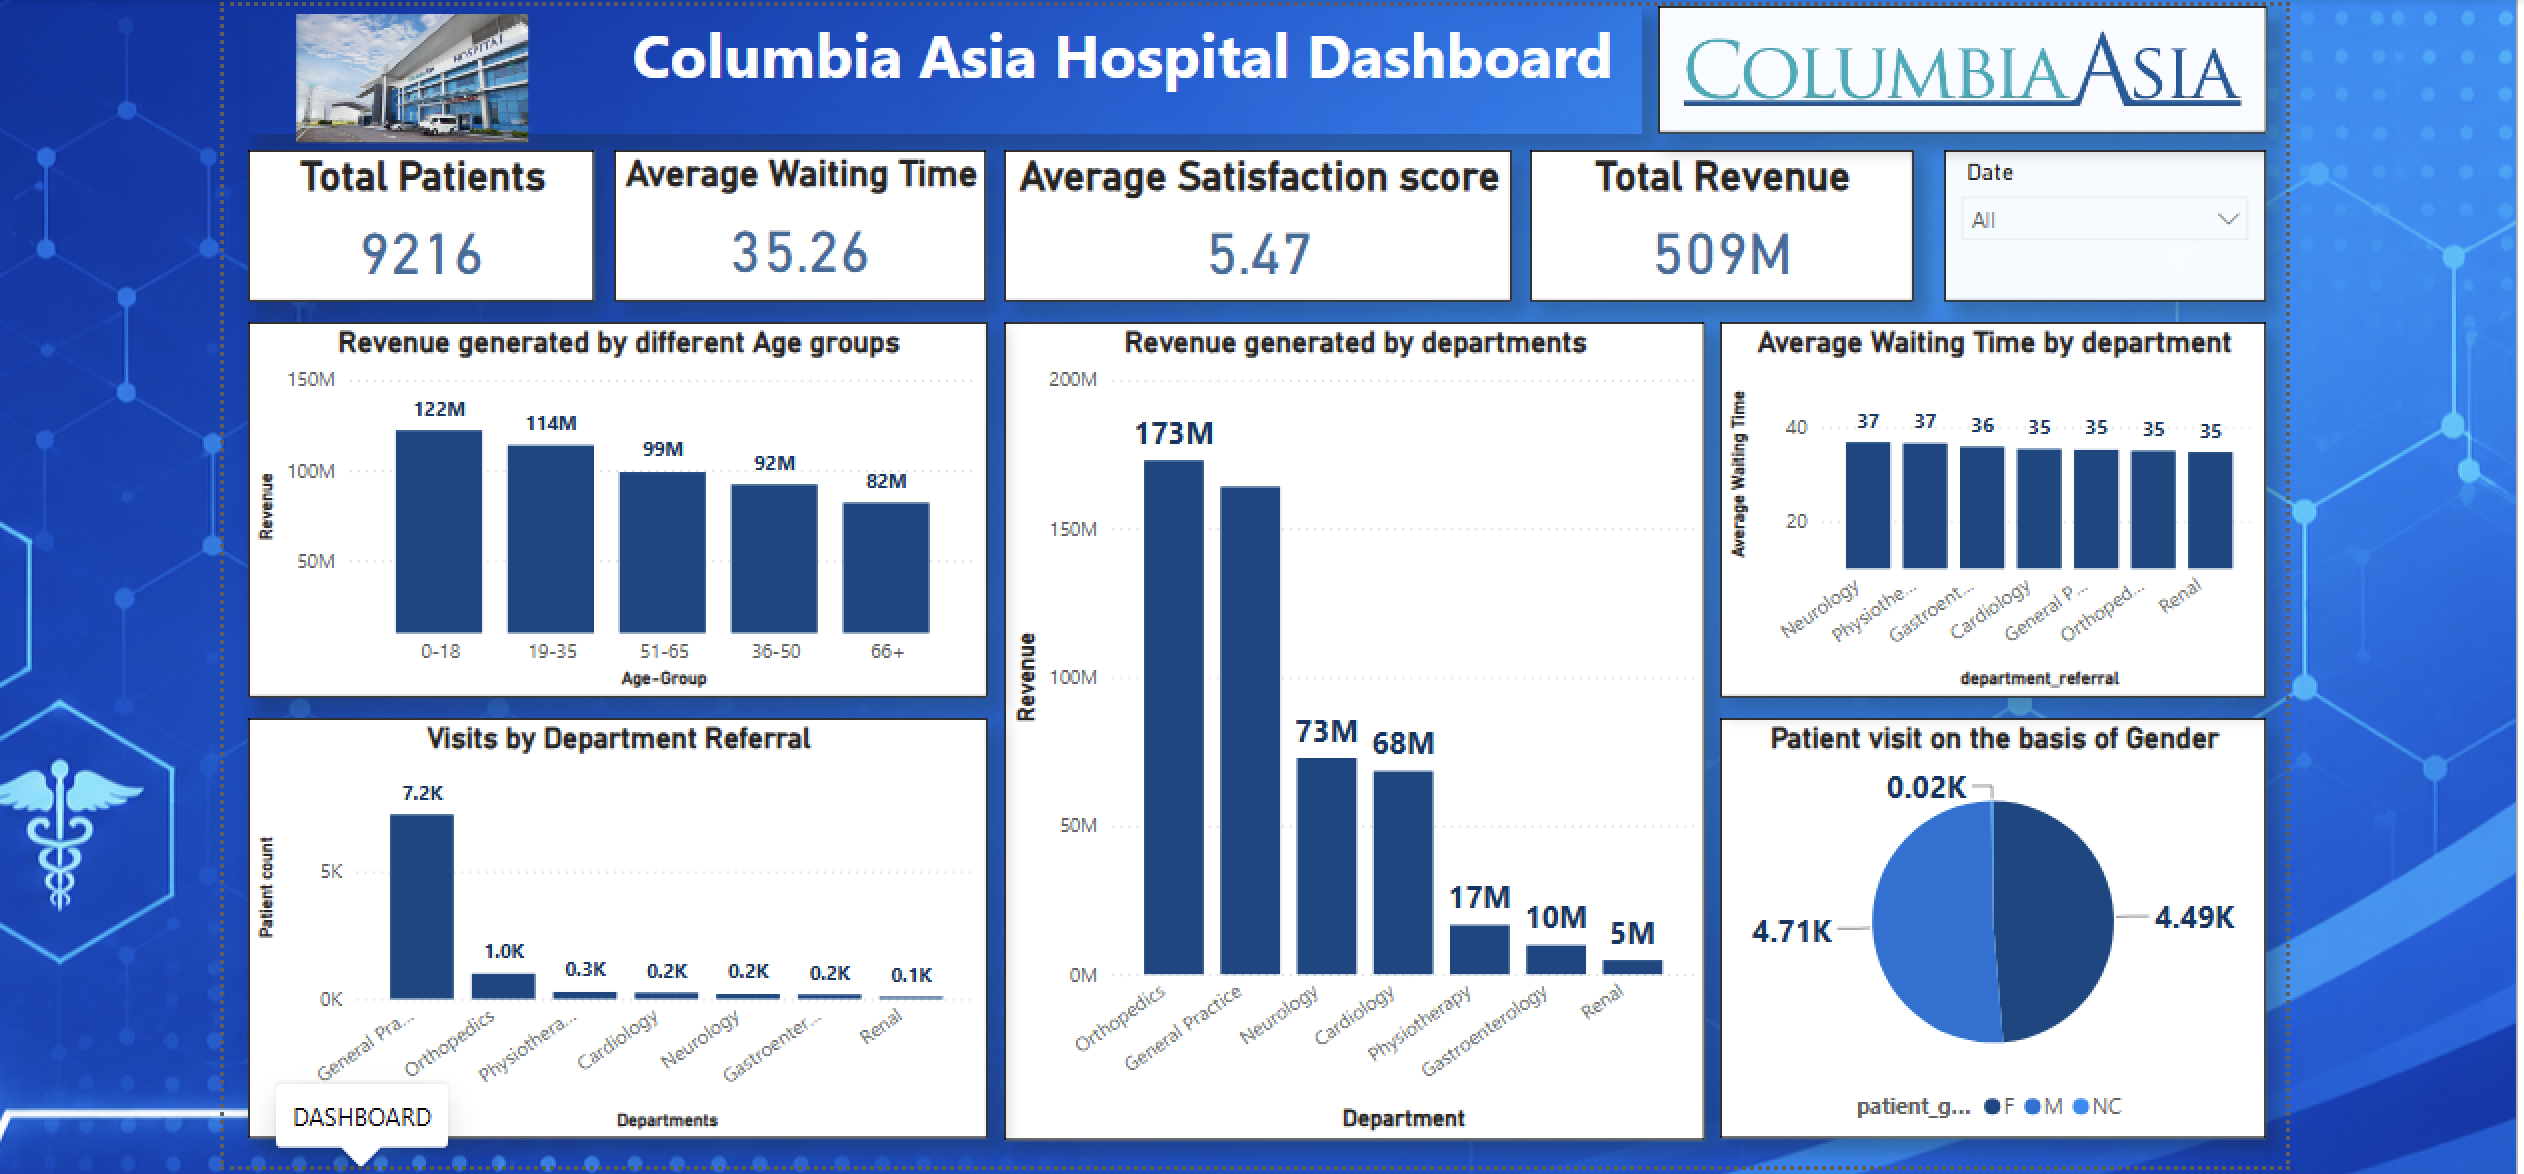 HOSPITAL
Columbia Asia Hospital Dashboard
COLUMBIA ASIA
Total Patients
9216
Average Waiting Time
35.26
Average Satisfaction score
5.47
Total Revenue
509M
Date
All
Revenue generated by different Age groups
150M
100M
50M
Revenue
122M
114M
99M
92M
82M
0-18
19-35
51-65
36-50
66+
Age-Group
Revenue generated by departments
200M
150M
100M
50M
0M
Revenue
173M
73M
68M
17M
10M
5M
Orthopedics
General Practice
Neurology
Cardiology
Physiotherapy
Gastroenterology
Renal
Department
Average Waiting Time by department
40
20
Average Waiting Time
37
37
36
35
35
35
35
Neurology
Physiothe...
Gastroent...
Cardiology
General P...
Orthoped...
Renal
department_referral
Visits by Department Referral
5K
0K
Patient count
7.2K
1.0K
0.3K
0.2K
0.2K
0.2K
0.1K
General Pra...
Orthopedics
Physiothera...
Cardiology
Neurology
Gastroenter...
Renal
Departments
DASHBOARD
Patient visit on the basis of Gender
0.02K
4.71K
4.49K
patient_g... F M NC